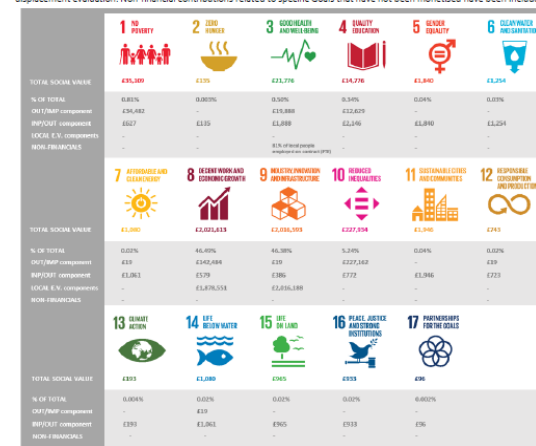 displacement evaluation. Non-financial contributions related to specific Goals that have not been monetised have been includ
1 NO POVERTY
2 ZERO HUNGER
3 GOOD HEALTH AND WELL-BEING
4 QUALITY EDUCATION
5 GENDER EQUALITY
6 CLEAN WATER AND SANITATIO
TOTAL SOCIAL VALUE £35,109 £135 £21,776 £14,776 £1,840 £1,254
% OF TOTAL 0.81% 0.003% 0.50% 0.34% 0.04% 0.03%
OUT/IMP component £34,482 - £19,888 £12,629 - -
INP/OUT component £627 £135 £1,888 £2,146 £1,840 £1,254
LOCAL E.V. components - - - - - -
NON-FINANCIALS - - 81% of local people employed on contract (FTE) - - -
7 AFFORDABLE AND CLEAN ENERGY
8 DECENT WORK AND ECONOMIC GROWTH
9 INDUSTRY, INNOVATION AND INFRASTRUCTURE
10 REDUCED INEQUALITIES
11 SUSTAINABLE CITIES AND COMMUNITIES
12 RESPONSIBLE CONSUMPTION AND PRODUCTION
TOTAL SOCIAL VALUE £1,080 £2,021,613 £2,016,593 £227,934 £1,946 £743
% OF TOTAL 0.02% 46.49% 46.38% 5.24% 0.04% 0.02%
OUT/IMP component £19 £142,484 £19 £227,162 - £19
INP/OUT component £1,061 £579 £386 £772 £1,946 £723
LOCAL E.V. components - £1,878,551 £2,016,188 - - -
NON-FINANCIALS - - - - - -
13 CLIMATE ACTION
14 LIFE BELOW WATER
15 LIFE ON LAND
16 PEACE, JUSTICE AND STRONG INSTITUTIONS
17 PARTNERSHIPS FOR THE GOALS
TOTAL SOCIAL VALUE £193 £1,080 £965 £933 £96
% OF TOTAL 0.004% 0.02% 0.02% 0.02% 0.002%
OUT/IMP component - £19 - - -
INP/OUT component £193 £1,061 £965 £933 £96
NON-FINANCIALS - - - - -